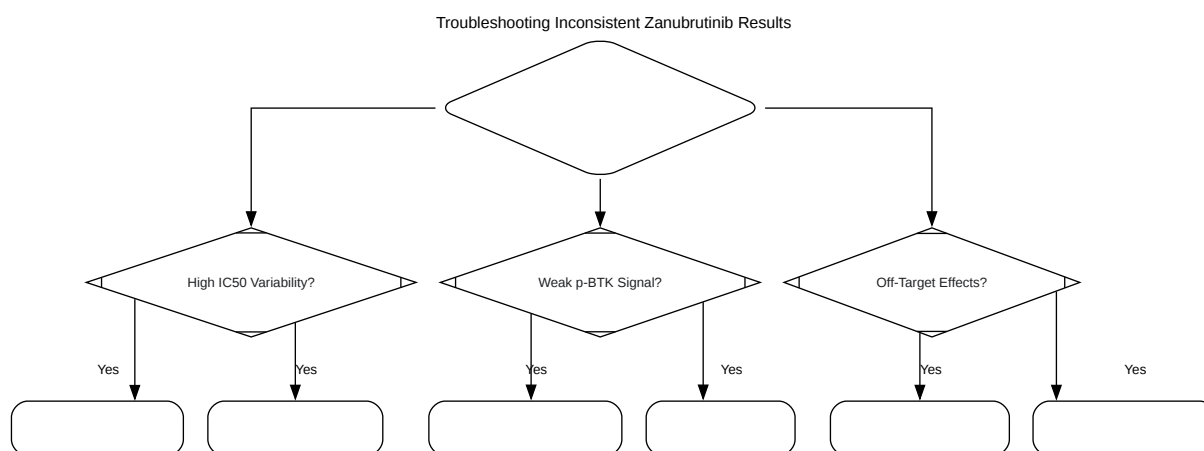 Troubleshooting Inconsistent Zanubrutinib Results
High IC50 Variability?
Weak p-BTK Signal?
Off-Target Effects?
Yes
Yes
Yes
Yes
Yes
Yes